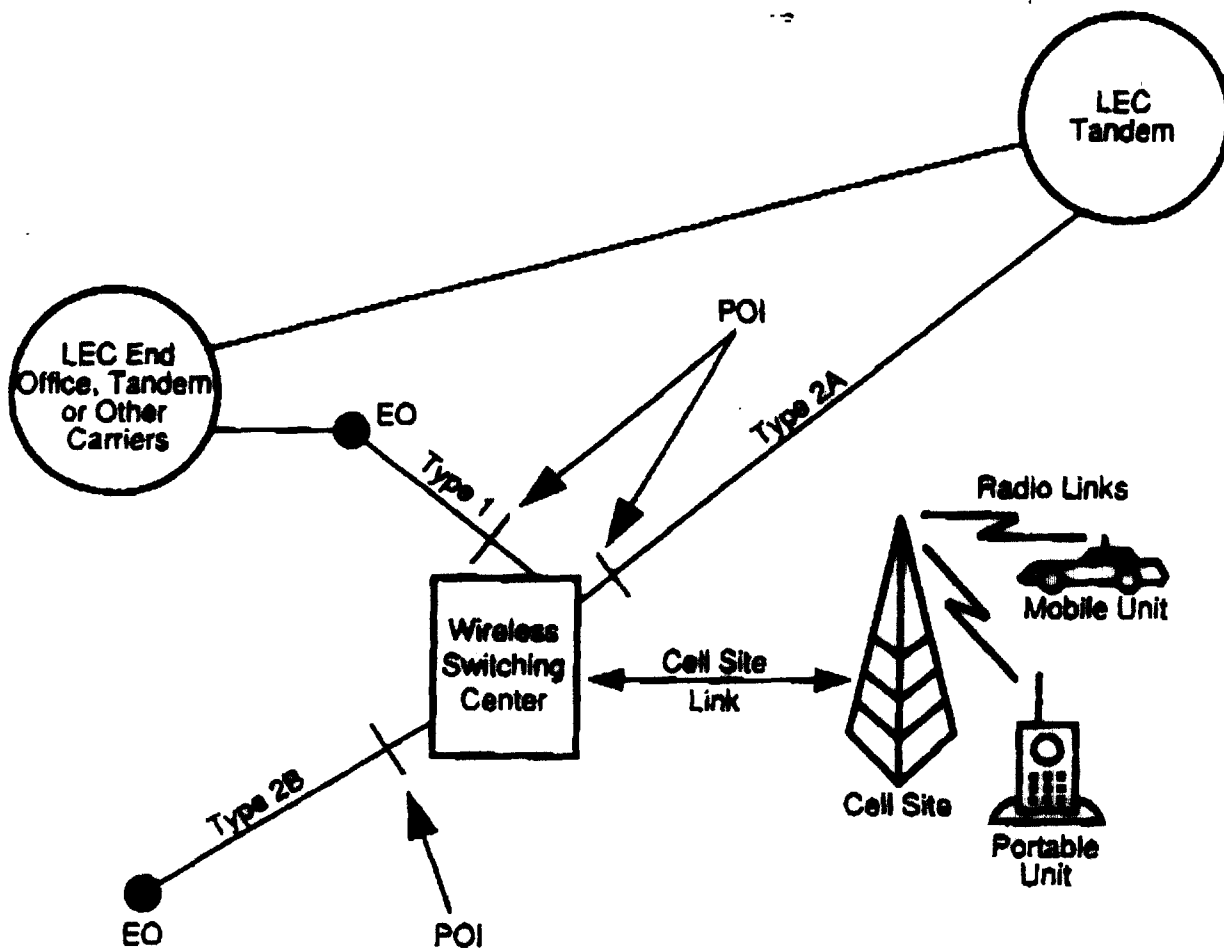 LEC
Tandem
POI
LEC End
Office, Tandem
or Other
Carriers
EO
Type 1
Type 2A
Radio Links
Mobile Unit
Wireless
Switching
Center
Cell Site
Link
Cell Site
Portable
Unit
Type 2B
EO
POI